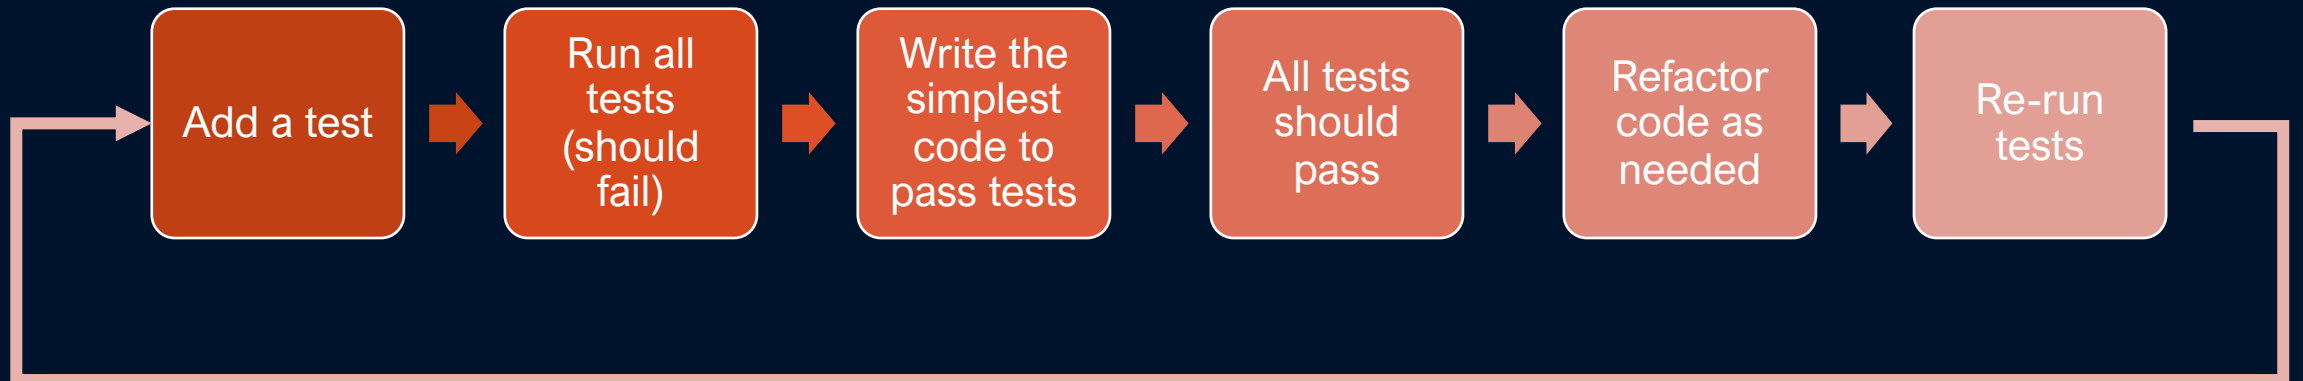 Add a test
Run all
tests
(should
fail)
Write the
simplest
code to
pass tests
All tests
should
pass
Refactor
code as
needed
Re-run
tests